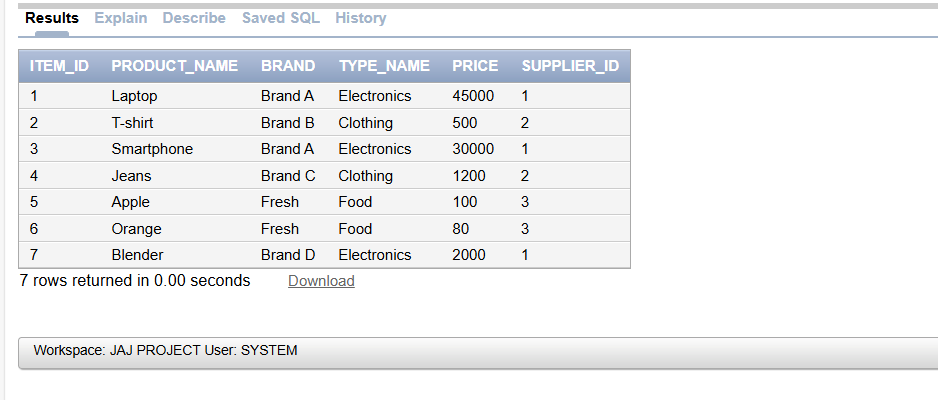 Results Explain Describe Saved SQL History
ITEM_ID PRODUCT_NAME BRAND TYPE_NAME PRICE SUPPLIER_ID
1 Laptop Brand A Electronics 45000 1
2 T-shirt Brand B Clothing 500 2
3 Smartphone Brand A Electronics 30000 1
4 Jeans Brand C Clothing 1200 2
5 Apple Fresh Food 100 3
6 Orange Fresh Food 80 3
7 Blender Brand D Electronics 2000 1
7 rows returned in 0.00 seconds Download
Workspace: JAJ PROJECT User: SYSTEM